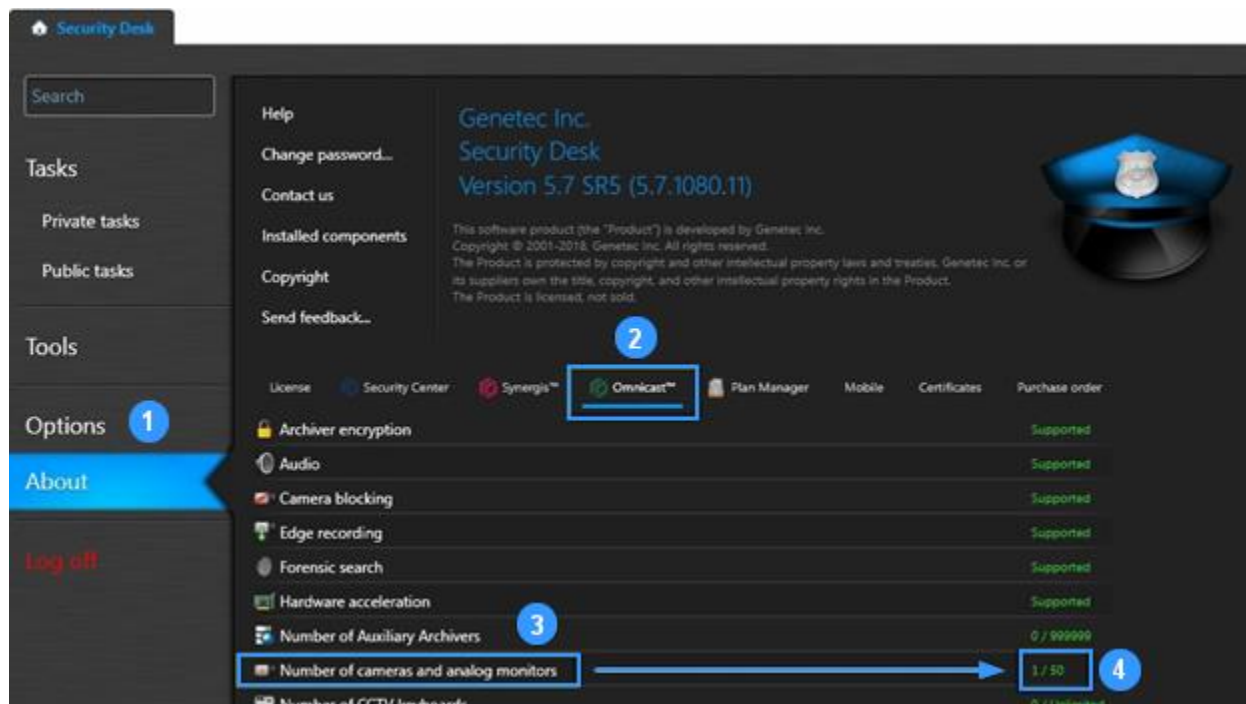 Security Desk
Search
Tasks
Private tasks
Public tasks
Tools
Options
1
About
Log off
Help
Change password...
Contact us
Installed components
Copyright
Send feedback...
Genetec Inc.
Security Desk
Version 5.7 SR5 (5.7.1080.11)
This software product (the "Product") is developed by Genetec Inc.
Copyright © 2001-2018, Genetec Inc. All rights reserved.
The Product is protected by copyright and other intellectual property laws and treaties. Genetec Inc. or
its suppliers own the title, copyright, and other intellectual property rights in the Product.
The Product is licensed, not sold.
2
License Security Center Synergis™ Omnicast™ Plan Manager Mobile Certificates Purchase order
Archiver encryption Supported
Audio Supported
Camera blocking Supported
Edge recording Supported
Forensic search Supported
Hardware acceleration Supported
3
Number of Auxiliary Archivers 0 / 999999
Number of cameras and analog monitors 1 / 50
4
Number of CCTV keyboards 0 / Unlimited